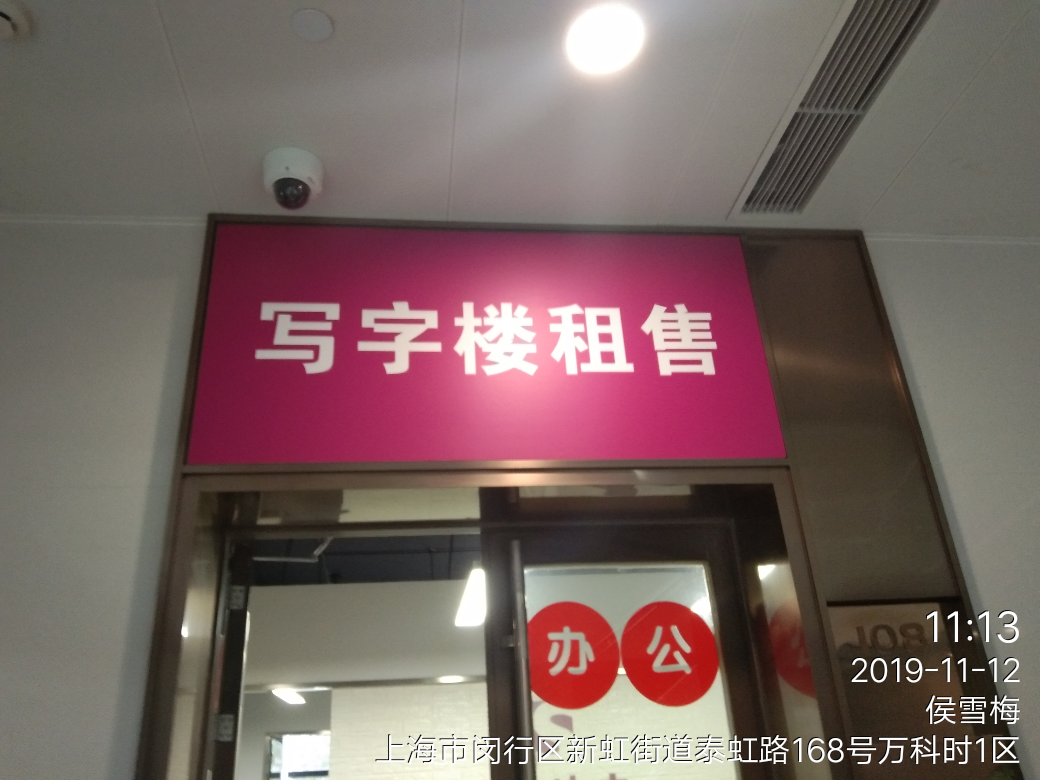 写字楼租售
办公
11:13
2019-11-12
侯雪梅
上海市闵行区新虹街道泰虹路168号万科时1区